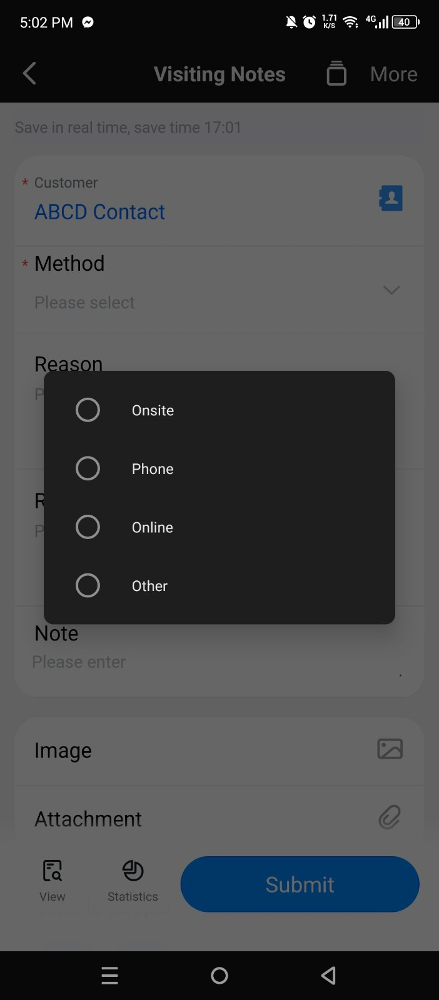 5:02 PM
1.71
K/S
4G
40
Visiting Notes
More
Save in real time, save time 17:01
* Customer
ABCD Contact
* Method
Please select
Reason
Onsite
Phone
Online
Other
Note
Please enter
.
Image
Attachment
View
Statistics
Submit